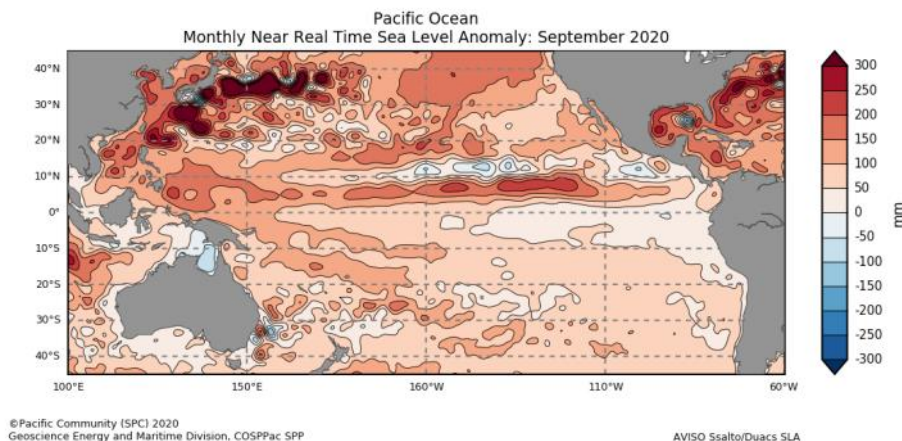 Pacific Ocean
Monthly Near Real Time Sea Level Anomaly: September 2020
40°N
30°N
20°N
10°N
0°
10°S
20°S
30°S
40°S
100°E
150°E
160°W
110°W
60°W
300
250
200
150
100
50
0
-50
-100
-150
-200
-250
-300
mm
©Pacific Community (SPC) 2020
Geoscience Energy and Maritime Division, COSPPac SPP
AVISO Ssalto/Duacs SLA